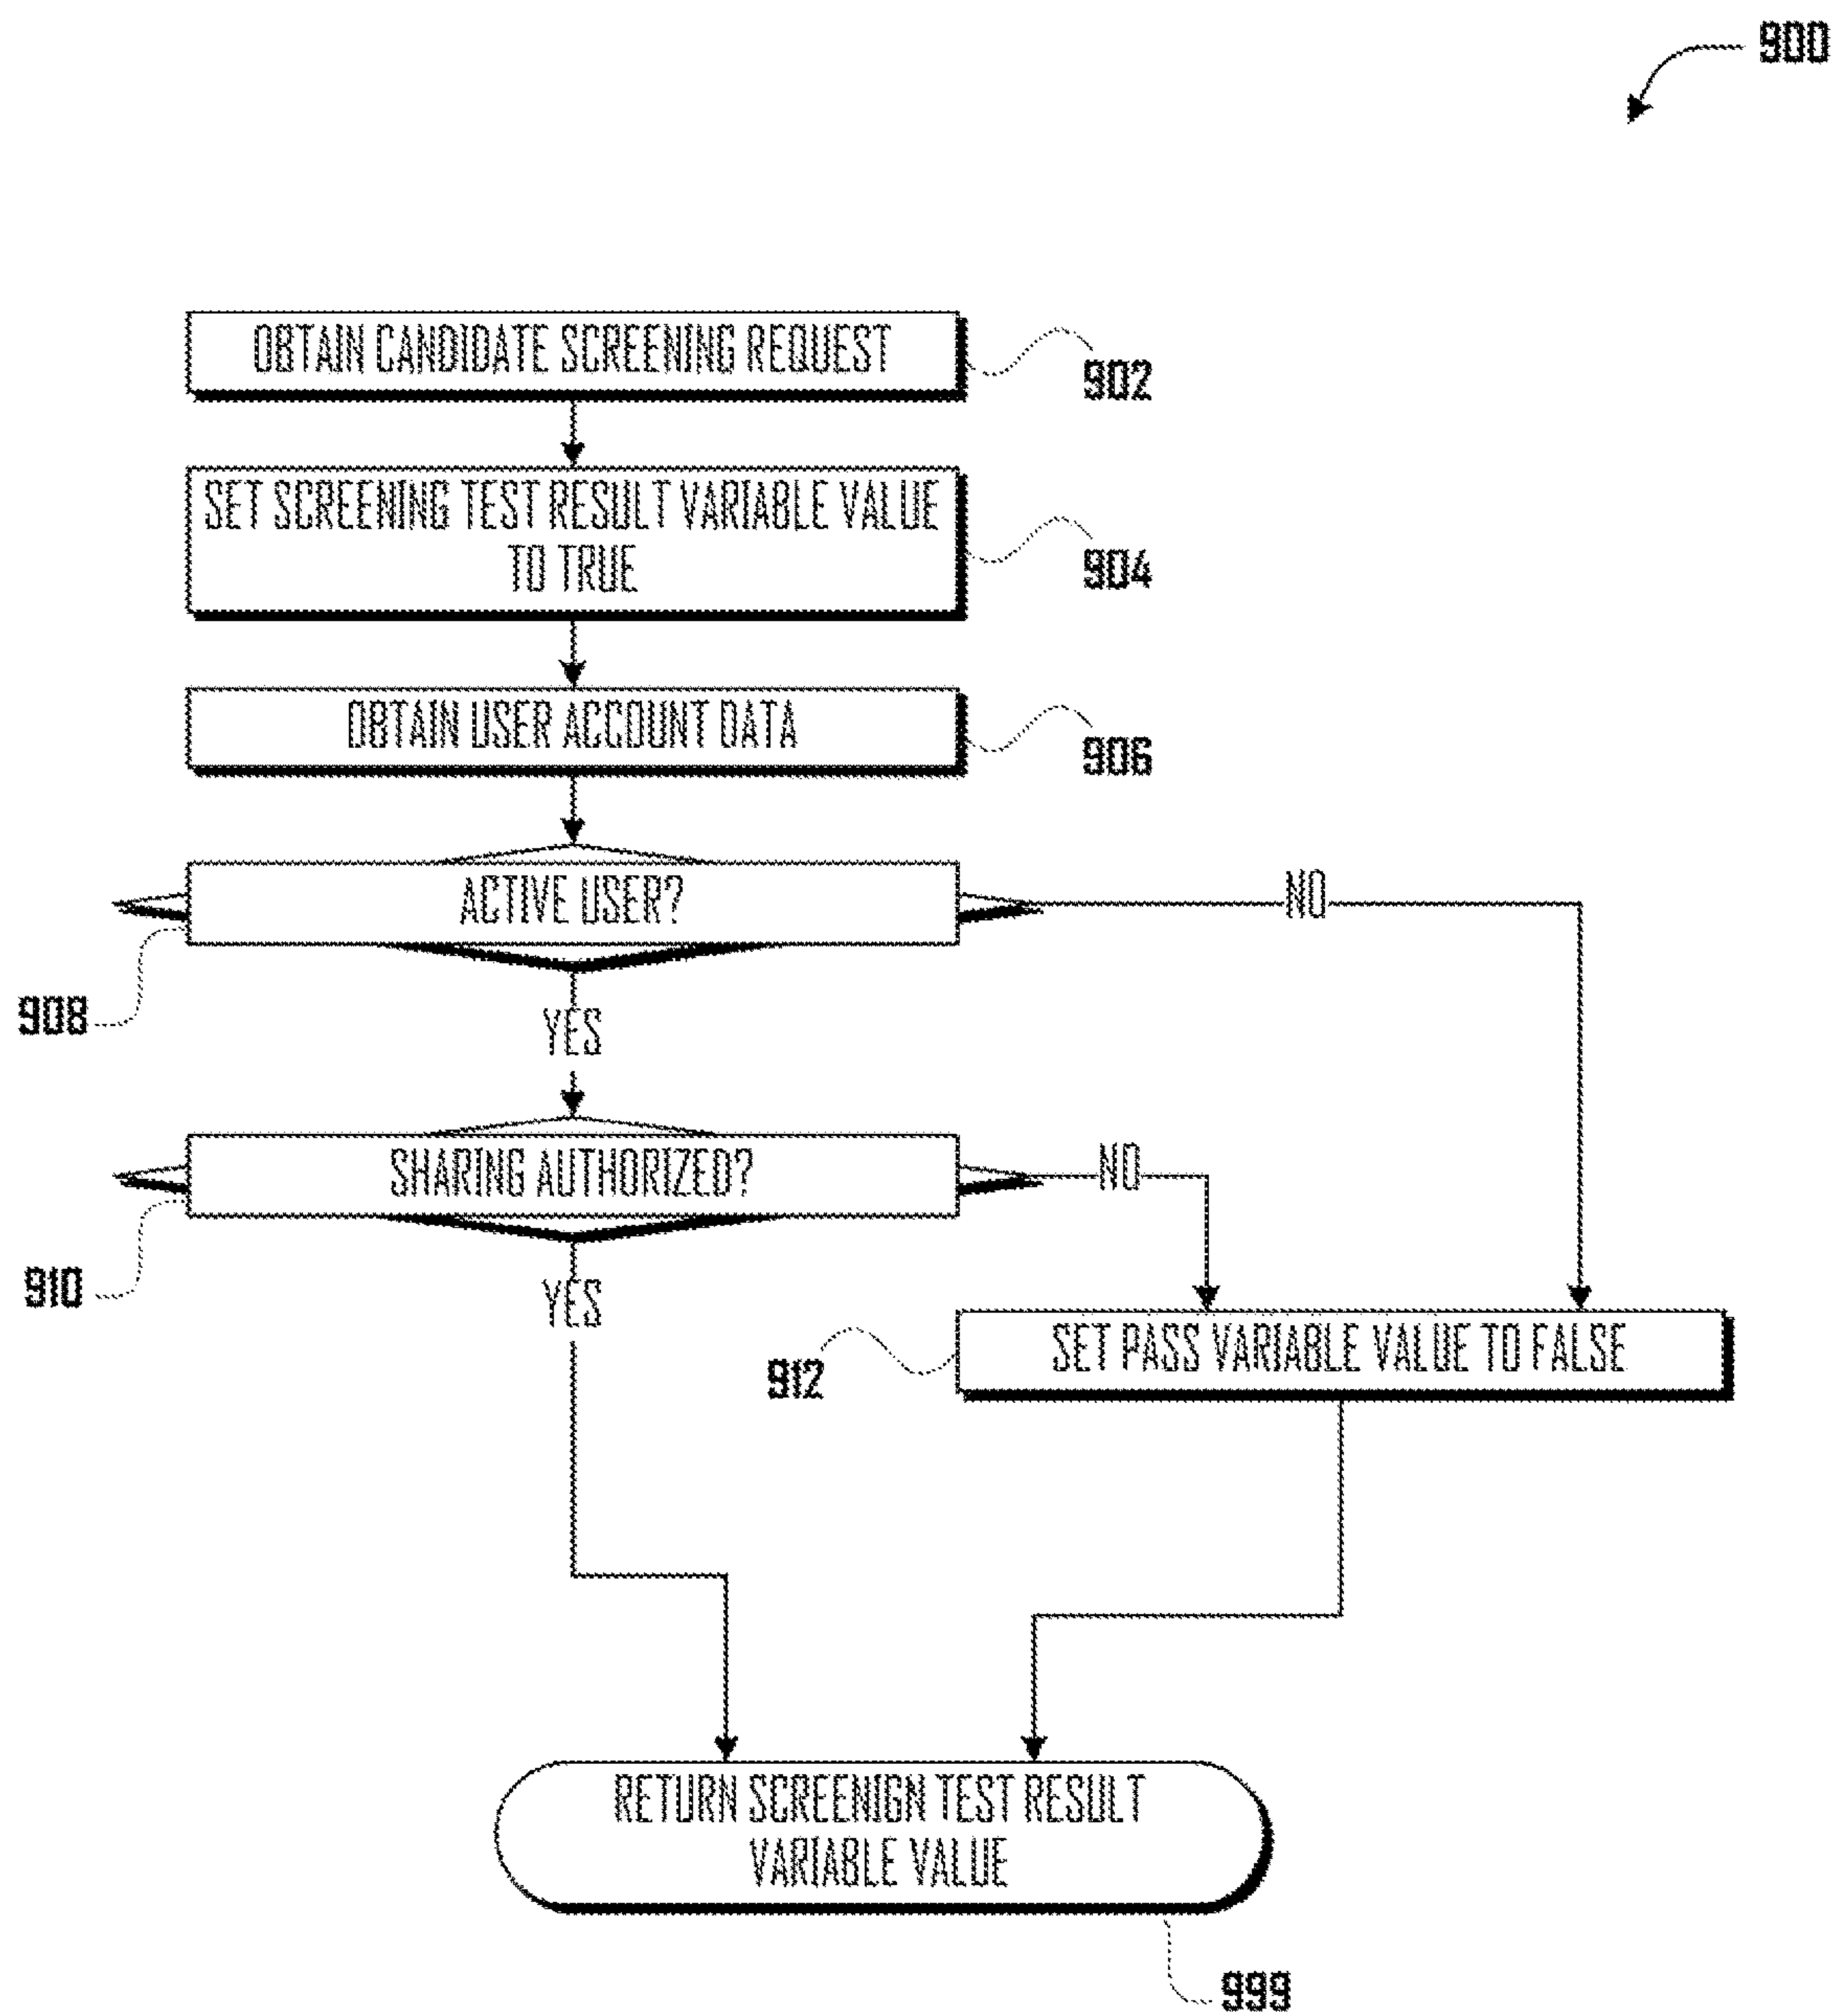 900
OBTAIN CANDIDATE SCREENING REQUEST
902
SET SCREENING TEST RESULT VARIABLE VALUE
TO TRUE
904
OBTAIN USER ACCOUNT DATA
906
ACTIVE USER?
NO
908
YES
SHARING AUTHORIZED?
NO
910
YES
SET PASS VARIABLE VALUE TO FALSE
912
RETURN SCREENIGN TEST RESULT
VARIABLE VALUE
999